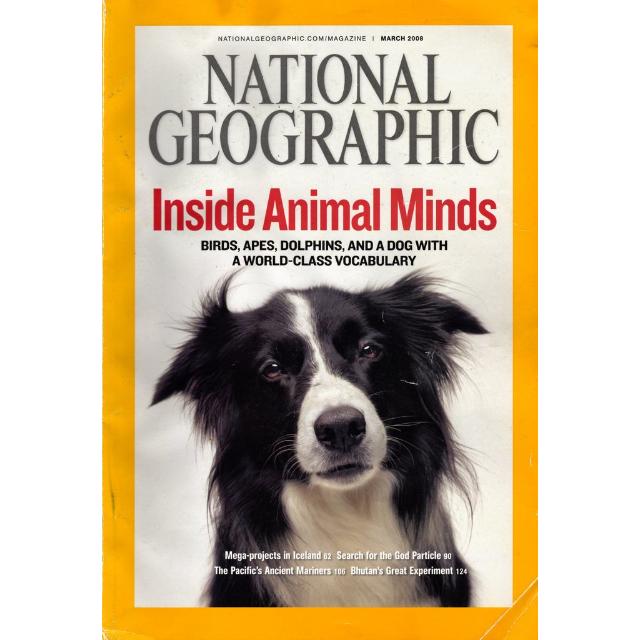 NATIONALGEOGRAPHIC.COM/MAGAZINE | MARCH 2008
NATIONAL
GEOGRAPHIC
Inside Animal Minds
BIRDS, APES, DOLPHINS, AND A DOG WITH
A WORLD-CLASS VOCABULARY
Mega-projects in Iceland 62 Search for the God Particle 90
The Pacific's Ancient Mariners 106 Bhutan's Great Experiment 124